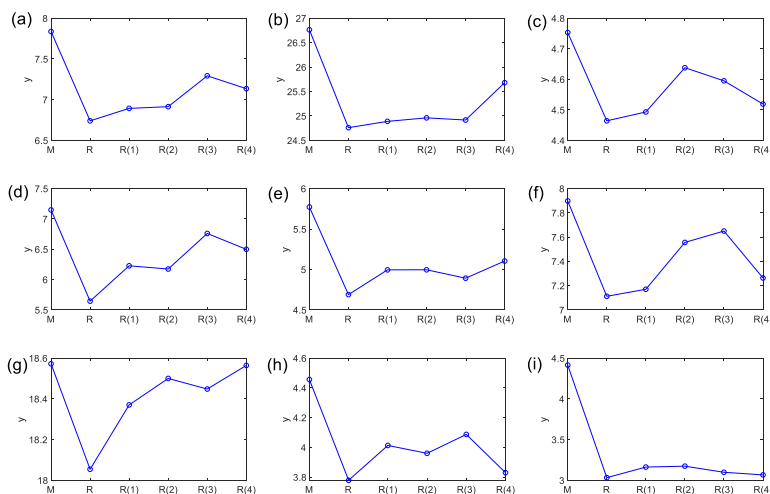 (a)
8
7.5
7
6.5
y
M R R(1) R(2) R(3) R(4)
(b)
27
26.5
26
25.5
25
24.5
y
M R R(1) R(2) R(3) R(4)
(c)
4.8
4.7
4.6
4.5
4.4
y
M R R(1) R(2) R(3) R(4)
(d)
7.5
7
6.5
6
5.5
y
M R R(1) R(2) R(3) R(4)
(e)
6
5.5
5
4.5
y
M R R(1) R(2) R(3) R(4)
(f)
8
7.8
7.6
7.4
7.2
7
y
M R R(1) R(2) R(3) R(4
(g)
18.6
18.4
18.2
18
y
M R R(1) R(2) R(3) R(4)
(h)
4.6
4.4
4.2
4
3.8
y
M R R(1) R(2) R(3) R(4)
(i)
4.5
4
3.5
3
y
M R R(1) R(2) R(3) R(4